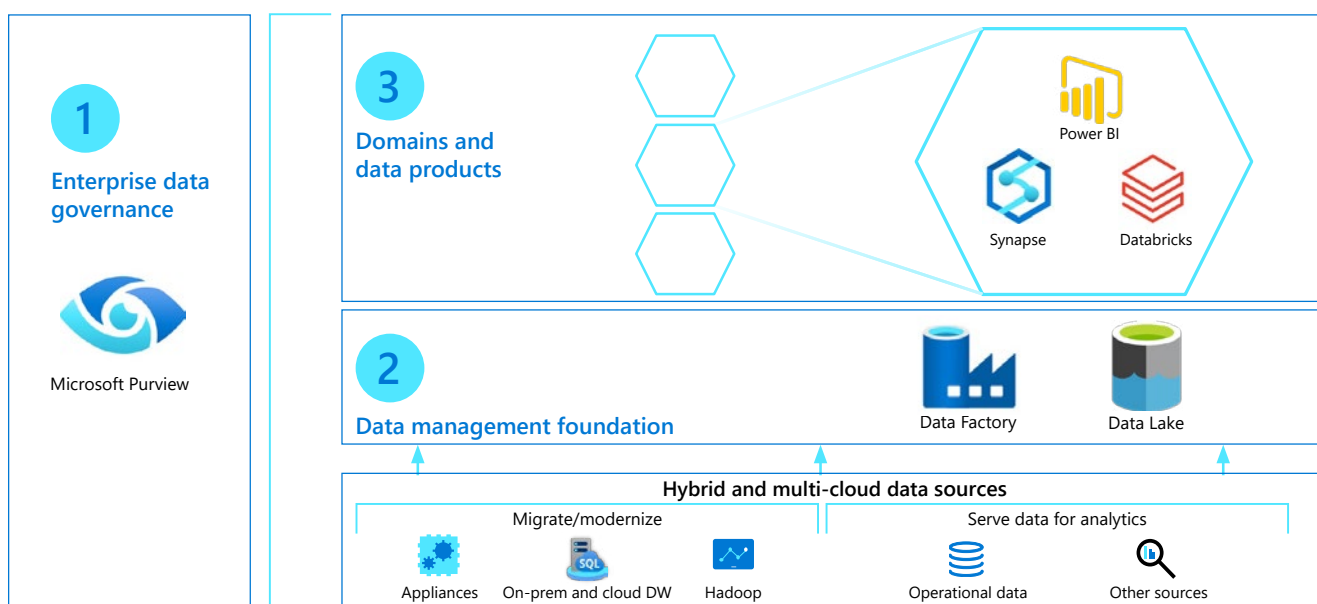 1
Enterprise data
governance
Microsoft Purview
3
Domains and
data products
Power BI
Synapse
Databricks
2
Data management foundation
Data Factory
Data Lake
Hybrid and multi-cloud data sources
Migrate/modernize
Serve data for analytics
SQL
Appliances
On-prem and cloud DW
Hadoop
Operational data
Other sources